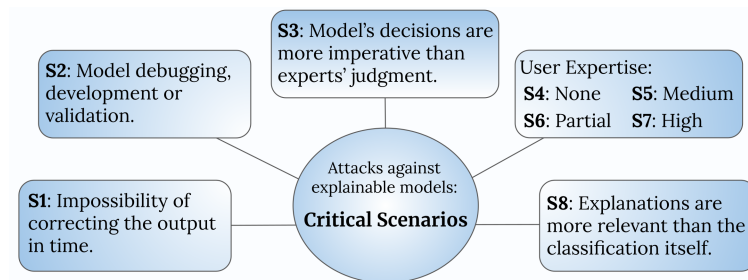 S3: Model's decisions are
more imperative than
experts' judgment.
S2: Model debugging,
development or
validation.
User Expertise:
S4: None S5: Medium
S6: Partial S7: High
Attacks against
explainable models:
Critical Scenarios
S1: Impossibility of
correcting the output
in time.
S8: Explanations are
more relevant than the
classification itself.